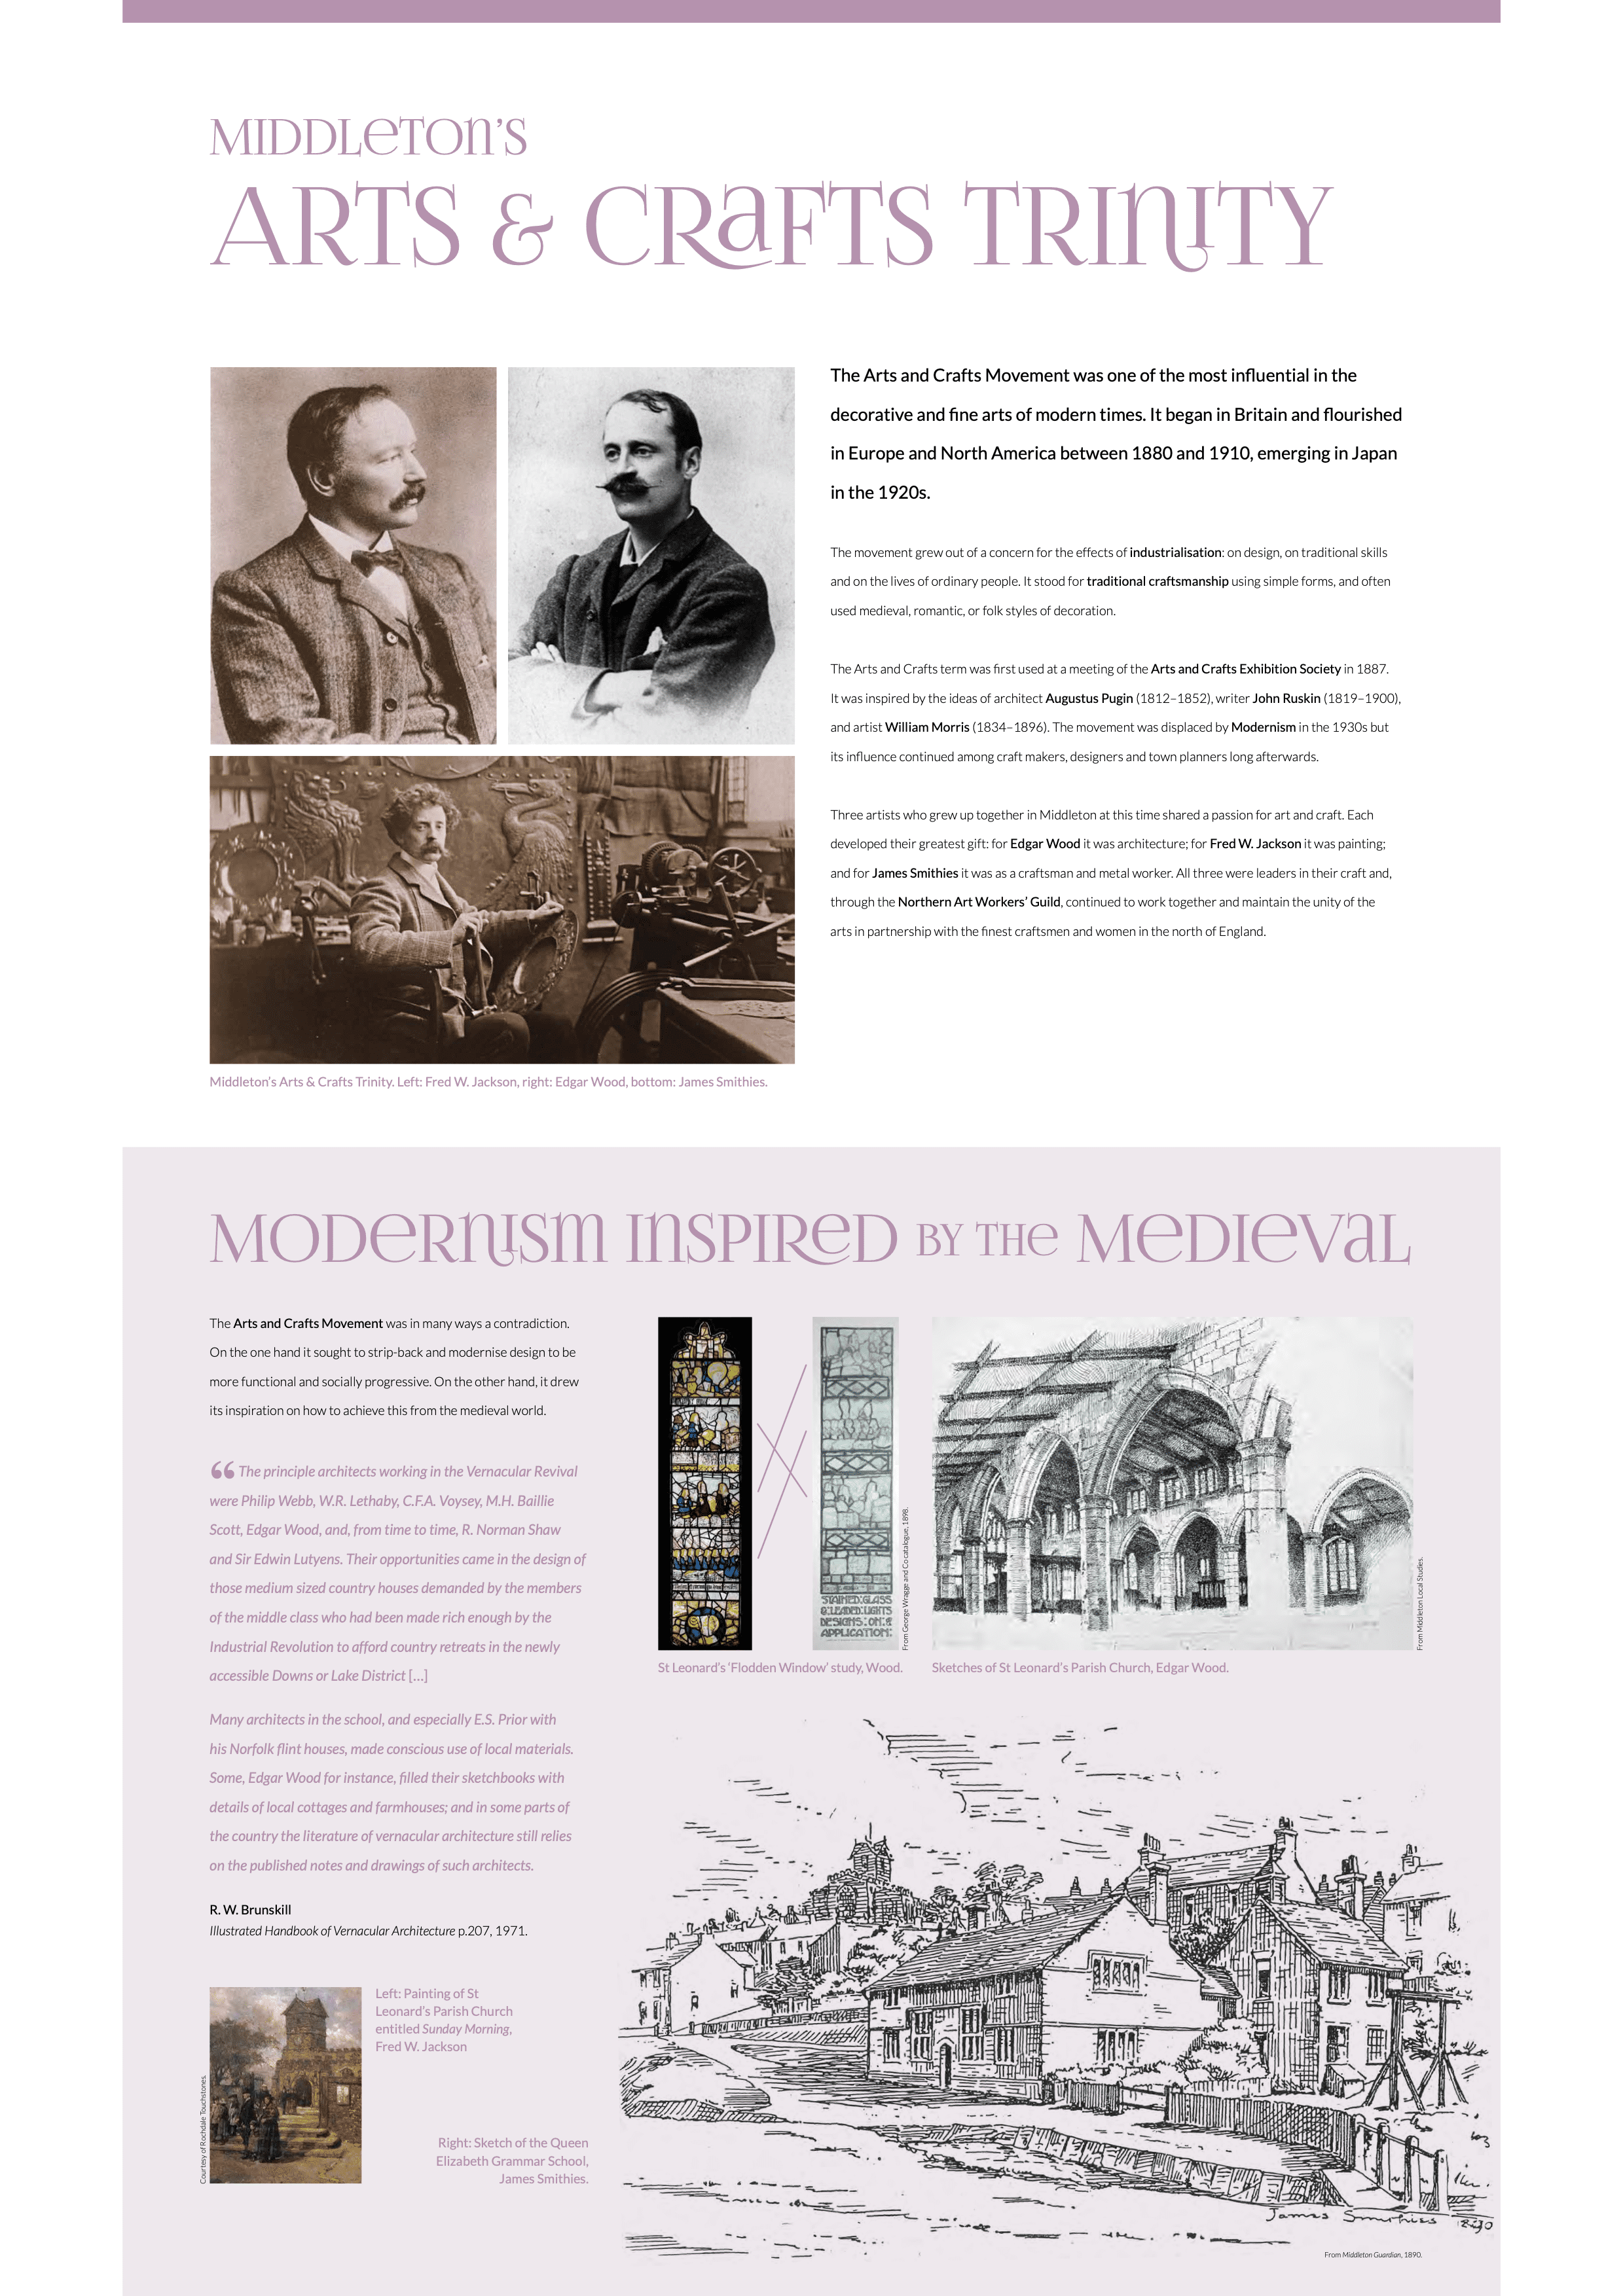 MIDDLETON'S
ARTS & CRAFTS TRINITY
The Arts and Crafts Movement was one of the most influential in the
decorative and fine arts of modern times. It began in Britain and flourished
in Europe and North America between 1880 and 1910, emerging in Japan
in the 1920s.
The movement grew out of a concern for the effects of industrialisation: on design, on traditional skills
and on the lives of ordinary people. It stood for traditional craftsmanship using simple forms, and often
used medieval, romantic, or folk styles of decoration.
The Arts and Crafts term was first used at a meeting of the Arts and Crafts Exhibition Society in 1887.
It was inspired by the ideas of architect Augustus Pugin (1812–1852), writer John Ruskin (1819–1900),
and artist William Morris (1834–1896). The movement was displaced by Modernism in the 1930s but
its influence continued among craft makers, designers and town planners long afterwards.
Three artists who grew up together in Middleton at this time shared a passion for art and craft. Each
developed their greatest gift: for Edgar Wood it was architecture; for Fred W. Jackson it was painting;
and for James Smithies it was as a craftsman and metal worker. All three were leaders in their craft and,
through the Northern Art Workers' Guild, continued to work together and maintain the unity of the
arts in partnership with the finest craftsmen and women in the north of England.
Middleton's Arts & Crafts Trinity. Left: Fred W. Jackson, right: Edgar Wood, bottom: James Smithies.
MODERNISM INSPIRED BY THE MEDIEVAL
The Arts and Crafts Movement was in many ways a contradiction.
On the one hand it sought to strip-back and modernise design to be
more functional and socially progressive. On the other hand, it drew
its inspiration on how to achieve this from the medieval world.
“ The principle architects working in the Vernacular Revival
were Philip Webb, W.R. Lethaby, C.F.A. Voysey, M.H. Baillie
Scott, Edgar Wood, and, from time to time, R. Norman Shaw
and Sir Edwin Lutyens. Their opportunities came in the design of
those medium sized country houses demanded by the members
of the middle class who had been made rich enough by the
Industrial Revolution to afford country retreats in the newly
accessible Downs or Lake District [...]
Many architects in the school, and especially E.S. Prior with
his Norfolk flint houses, made conscious use of local materials.
Some, Edgar Wood for instance, filled their sketchbooks with
details of local cottages and farmhouses; and in some parts of
the country the literature of vernacular architecture still relies
on the published notes and drawings of such architects.
R. W. Brunskill
Illustrated Handbook of Vernacular Architecture p.207, 1971.
STAINED:GLASS
&:LEADED:LIGHTS
DESIGNS:ON:
APPLICATION:
From George Wragge and Co catalogue, 1898.
St Leonard's 'Flodden Window' study, Wood.
From Middleton Local Studies.
Sketches of St Leonard's Parish Church, Edgar Wood.
Courtesy of Rochdale Touchstones.
Left: Painting of St
Leonard's Parish Church
entitled Sunday Morning,
Fred W. Jackson
Right: Sketch of the Queen
Elizabeth Grammar School,
James Smithies.
James Smithies 1890
From Middleton Guardian, 1890.